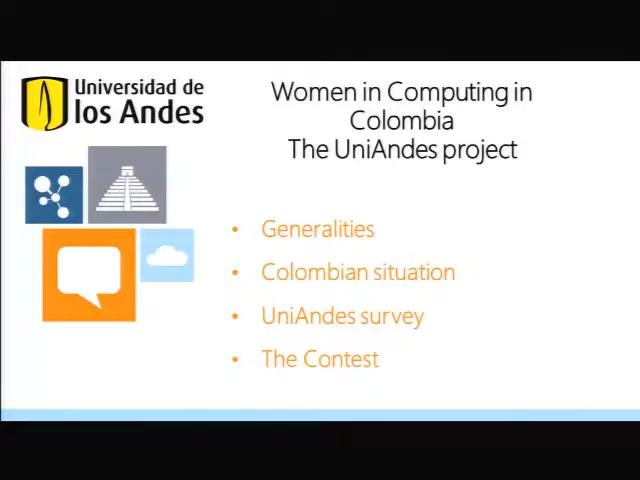 Universidad de
los Andes
Women in Computing in
Colombia
The UniAndes project
• Generalities
• Colombian situation
• UniAndes survey
• The Contest